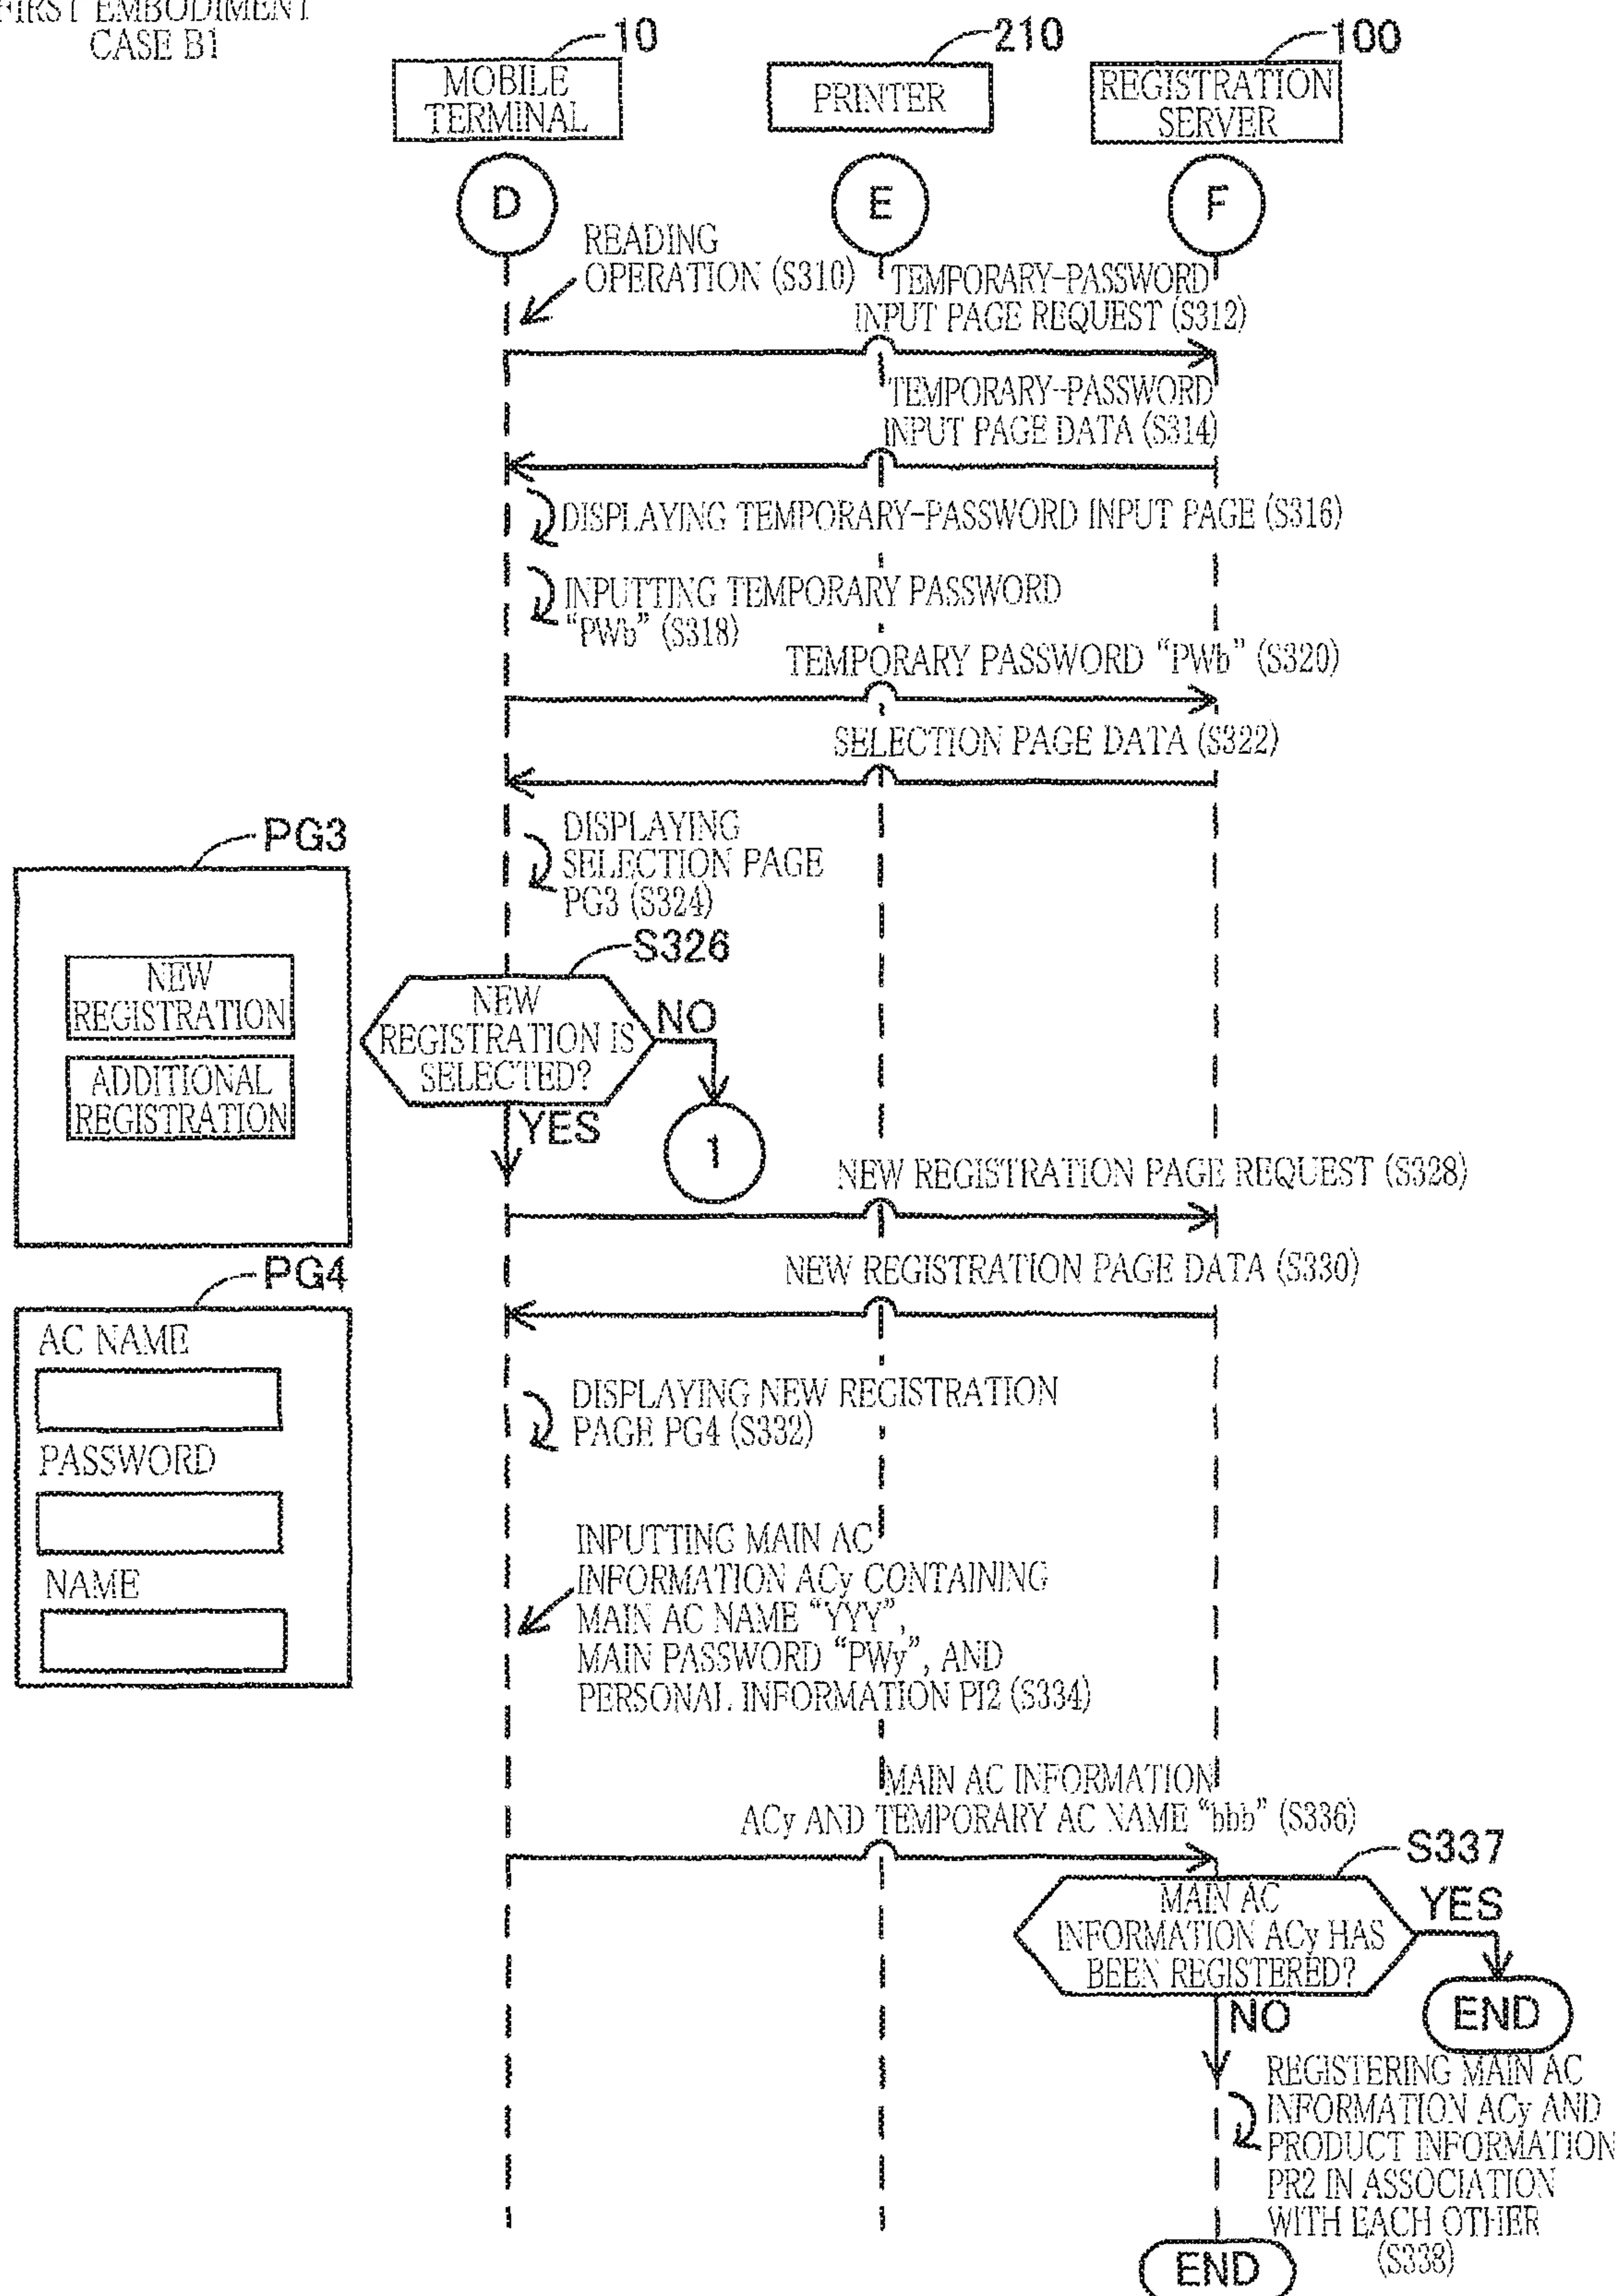 FIRST EMBODIMENT
CASE B1
10
210
100
MOBILE
TERMINAL
PRINTER
REGISTRATION
SERVER
D
E
F
READING
OPERATION (S310)
TEMPORARY-PASSWORD
INPUT PAGE REQUEST (S312)
TEMPORARY-PASSWORD
INPUT PAGE DATA (S314)
DISPLAYING TEMPORARY-PASSWORD INPUT PAGE (S316)
INPUTTING TEMPORARY PASSWORD
“PWb” (S318)
TEMPORARY PASSWORD “PWb” (S320)
SELECTION PAGE DATA (S322)
DISPLAYING
SELECTION PAGE
PG3 (S324)
PG3
NEW
REGISTRATION
ADDITIONAL
REGISTRATION
S326
NEW
REGISTRATION IS
SELECTED?
NO
YES
1
NEW REGISTRATION PAGE REQUEST (S328)
NEW REGISTRATION PAGE DATA (S330)
PG4
AC NAME
PASSWORD
NAME
DISPLAYING NEW REGISTRATION
PAGE PG4 (S332)
INPUTTING MAIN AC
INFORMATION ACy CONTAINING
MAIN AC NAME “YYY”,
MAIN PASSWORD “PWy”, AND
PERSONAL INFORMATION PI2 (S334)
MAIN AC INFORMATION
ACy AND TEMPORARY AC NAME “bbb” (S336)
S337
MAIN AC
INFORMATION ACy HAS
BEEN REGISTERED?
YES
END
NO
REGISTERING MAIN AC
INFORMATION ACy AND
PRODUCT INFORMATION
PR2 IN ASSOCIATION
WITH EACH OTHER
(S338)
END